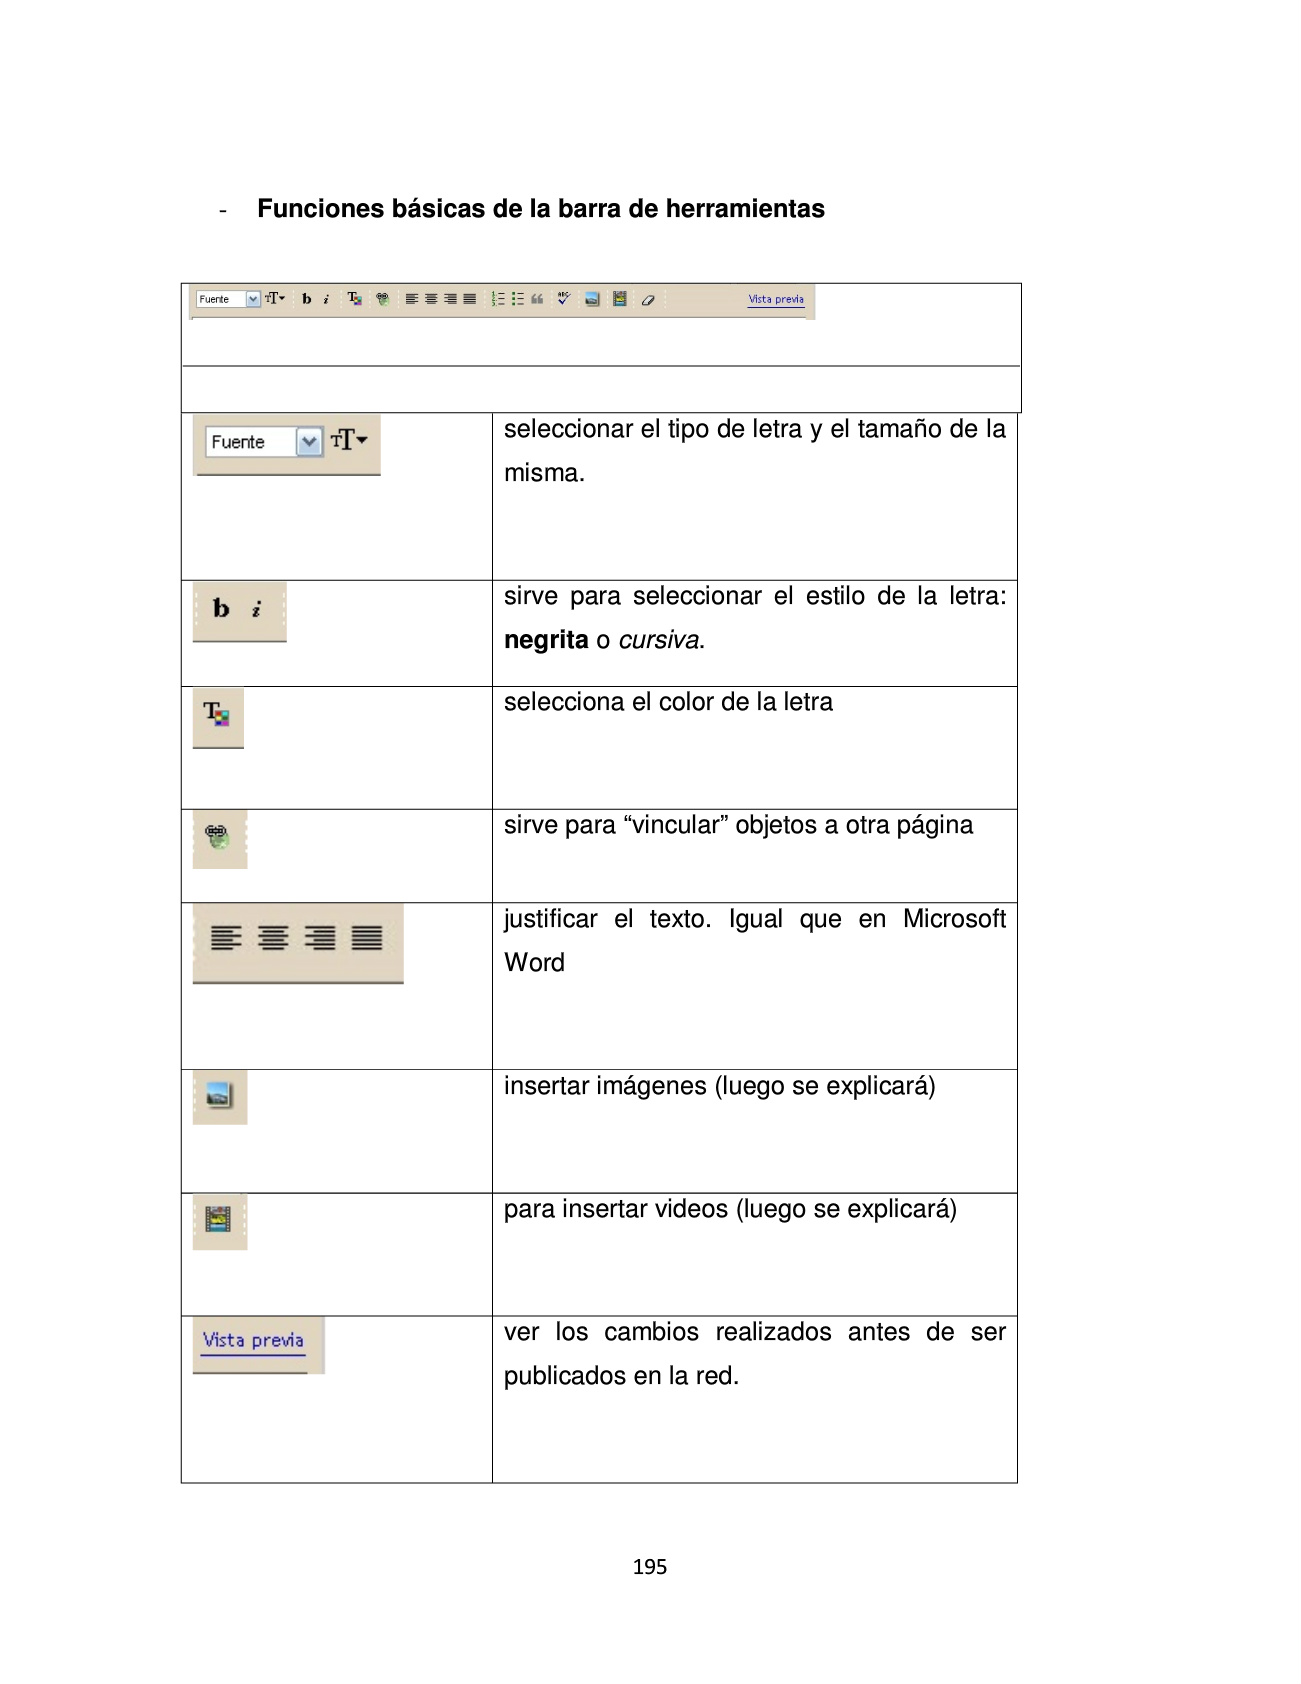 - Funciones básicas de la barra de herramientas
Fuente TT b i T ABC Vista previa
Fuente TT
seleccionar el tipo de letra y el tamaño de la
misma.
b i
sirve para seleccionar el estilo de la letra:
negrita o cursiva.
T
selecciona el color de la letra
sirve para “vincular” objetos a otra página
justificar el texto. Igual que en Microsoft
Word
insertar imágenes (luego se explicará)
para insertar videos (luego se explicará)
Vista previa
ver los cambios realizados antes de ser
publicados en la red.
195